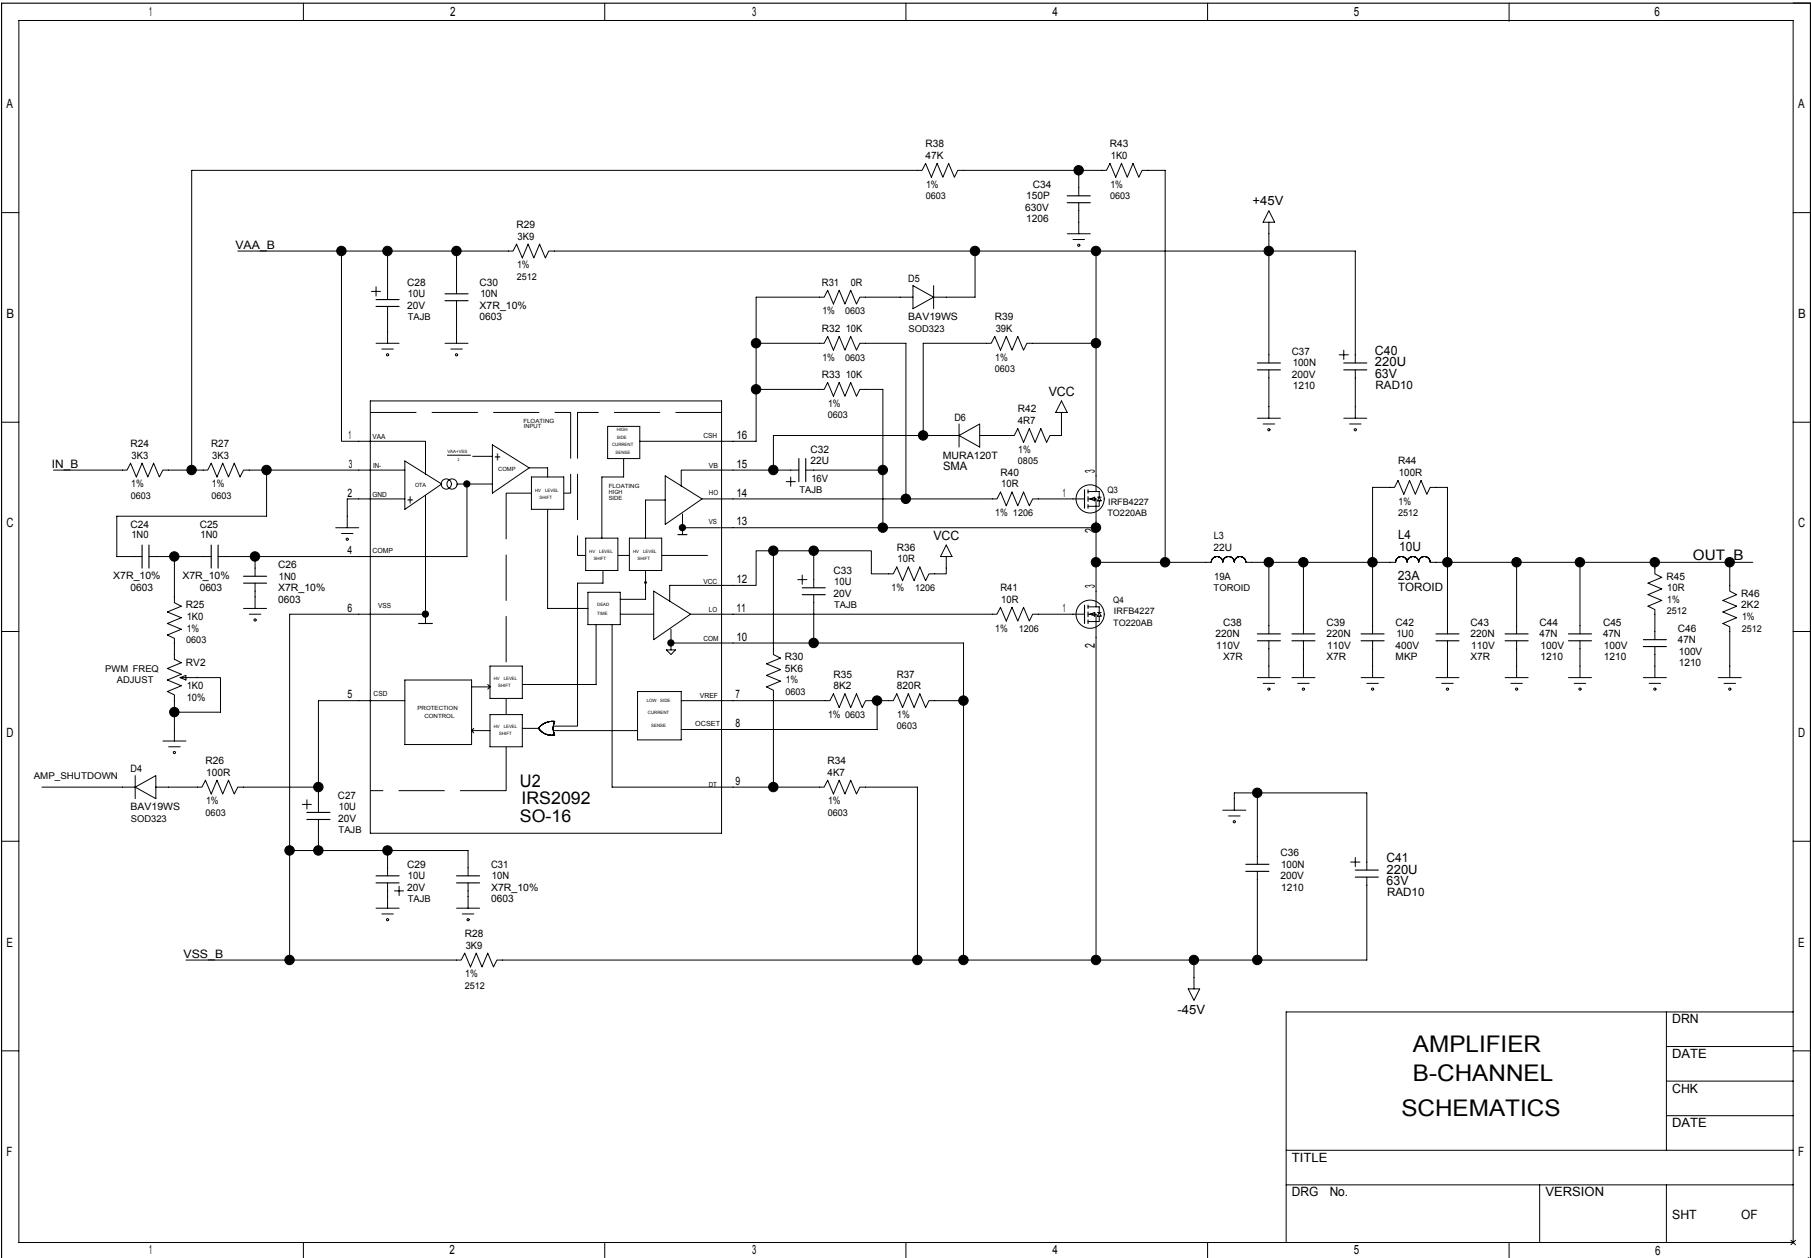 1 2 3 4 5 6
A A
B B
C C
D D
E E
F F
R38
47K
1%
0603
C34
150P
630V
1206
R43
1K0
1%
0603
+45V
VAA_B
R29
3K9
1%
2512
C28
10U
20V
TAJB
+
C30
10N
X7R_10%
0603
R31 0R
1% 0603
D5
BAV19WS
SOD323
R32 10K
1% 0603
R33 10K
1%
0603
R39
39K
1%
0603
C37
100N
200V
1210
+
C40
220U
63V
RAD10
VCC
R42
4R7
1%
0805
D6
MURA120T
SMA
IN_B
R24
3K3
1%
0603
R27
3K3
1%
0603
FLOATING
INPUT
HIGH
SIDE
CURRENT
SENSE
CSH 16
1 VAA
3 IN-
2 GND
4 COMP
6 VSS
5 CSD
OTA
+
VAA+VSS
2
COMP
+
HV LEVEL
SHIFT
FLOATING
HIGH
SIDE
VB 15
HO 14
VS 13
C32
22U
16V
TAJB
+
R40
10R
1% 1206
1
3
2
Q3
IRFB4227
TO220AB
R44
100R
1%
2512
C24
1N0
X7R_10%
0603
C25
1N0
X7R_10%
0603
C26
1N0
X7R_10%
0603
HV LEVEL
SHIFT
HV LEVEL
SHIFT
VCC 12
LO 11
COM 10
C33
10U
20V
TAJB
+
R36
10R
1% 1206
VCC
R41
10R
1% 1206
1
3
2
Q4
IRFB4227
TO220AB
L3
22U
19A
TOROID
L4
10U
23A
TOROID
OUT_B
R25
1K0
1%
0603
DEAD
TIME
PWM FREQ
ADJUST
RV2
1K0
10%
PROTECTION
CONTROL
HV LEVEL
SHIFT
HV LEVEL
SHIFT
LOW SIDE
CURRENT
SENSE
VREF 7
OCSET 8
DT 9
R30
5K6
1%
0603
R35
8K2
1% 0603
R37
820R
1%
0603
C38
220N
110V
X7R
C39
220N
110V
X7R
C42
1U0
400V
MKP
C43
220N
110V
X7R
C44
47N
100V
1210
C45
47N
100V
1210
R45
10R
1%
2512
C46
47N
100V
1210
R46
2K2
1%
2512
AMP_SHUTDOWN
D4
BAV19WS
SOD323
R26
100R
1%
0603
C27
10U
20V
TAJB
+
U2
IRS2092
SO-16
R34
4K7
1%
0603
C29
10U
20V
TAJB
+
C31
10N
X7R_10%
0603
C36
100N
200V
1210
+
C41
220U
63V
RAD10
VSS_B
R28
3K9
1%
2512
-45V
AMPLIFIER
B-CHANNEL
SCHEMATICS
DRN
DATE
CHK
DATE
TITLE
DRG No.
VERSION
SHT OF
1 2 3 4 5 6